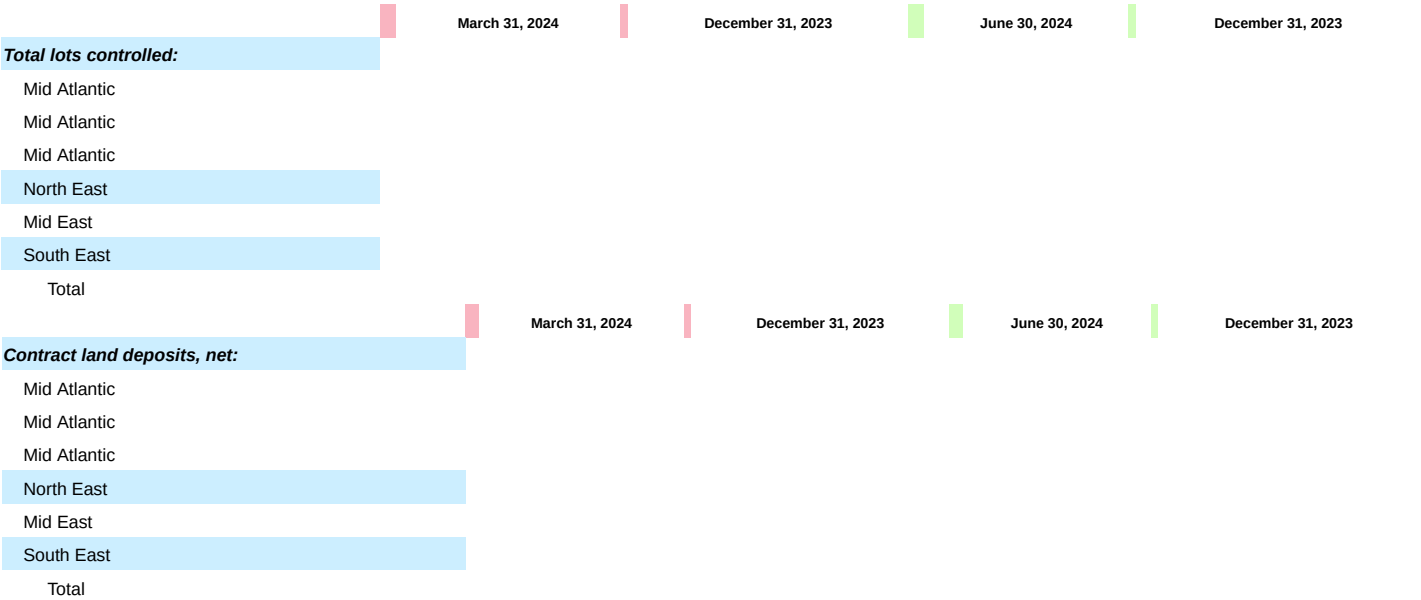 March 31, 2024 December 31, 2023 June 30, 2024 December 31, 2023
Total lots controlled:
Mid Atlantic
Mid Atlantic
Mid Atlantic
North East
Mid East
South East
Total
March 31, 2024 December 31, 2023 June 30, 2024 December 31, 2023
Contract land deposits, net:
Mid Atlantic
Mid Atlantic
Mid Atlantic
North East
Mid East
South East
Total